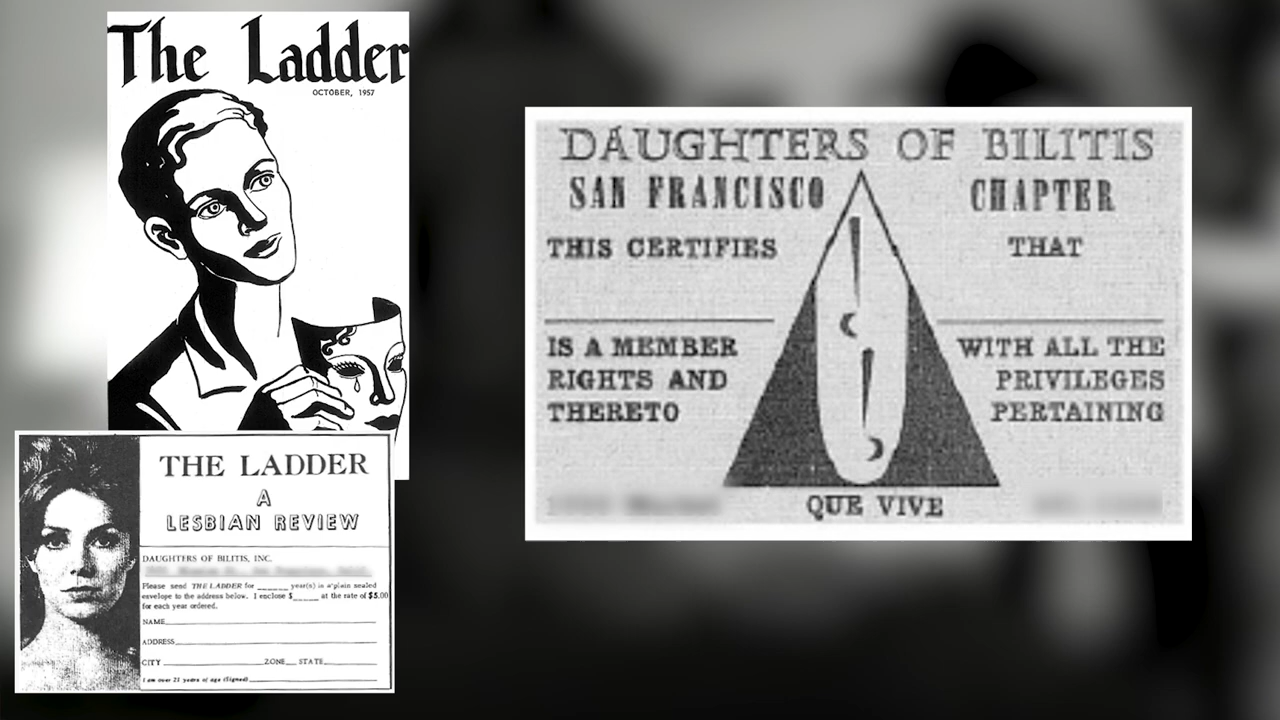 The Ladder
OCTOBER, 1957
THE LADDER
A
LESBIAN REVIEW
DAUGHTERS OF BILITIS, INC.
Please send THE LADDER for ______ year(s) in a plain sealed
envelope to the address below. I enclose $______ at the rate of $5.00
for each year ordered.
NAME
ADDRESS
CITY ZONE STATE
I am over 21 years of age (Signed)
DAUGHTERS OF BILITIS
SAN FRANCISCO CHAPTER
THIS CERTIFIES THAT
IS A MEMBER WITH ALL THE
RIGHTS AND PRIVILEGES
THERETO PERTAINING
QUE VIVE